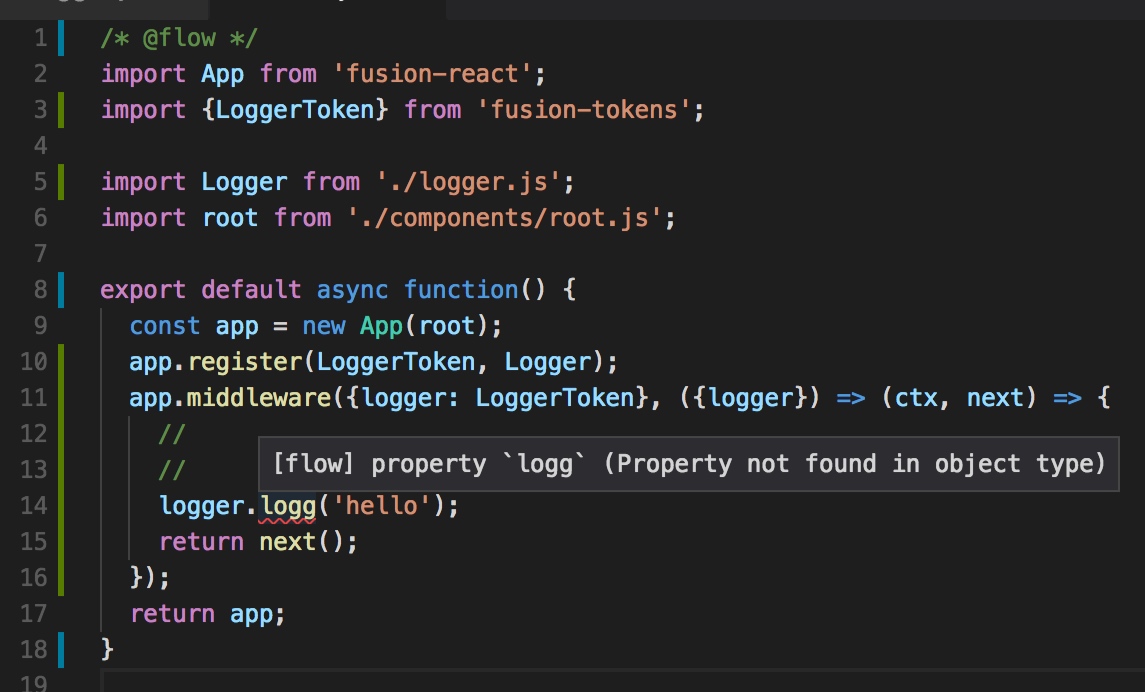 1 /* @flow */
2 import App from 'fusion-react';
3 import {LoggerToken} from 'fusion-tokens';
4
5 import Logger from './logger.js';
6 import root from './components/root.js';
7
8 export default async function() {
9 const app = new App(root);
10 app.register(LoggerToken, Logger);
11 app.middleware({logger: LoggerToken}, ({logger}) => (ctx, next) => {
12 //
[flow] property `logg` (Property not found in object type)
13 //
14 logger.logg('hello');
15 return next();
16 });
17 return app;
18 }
19